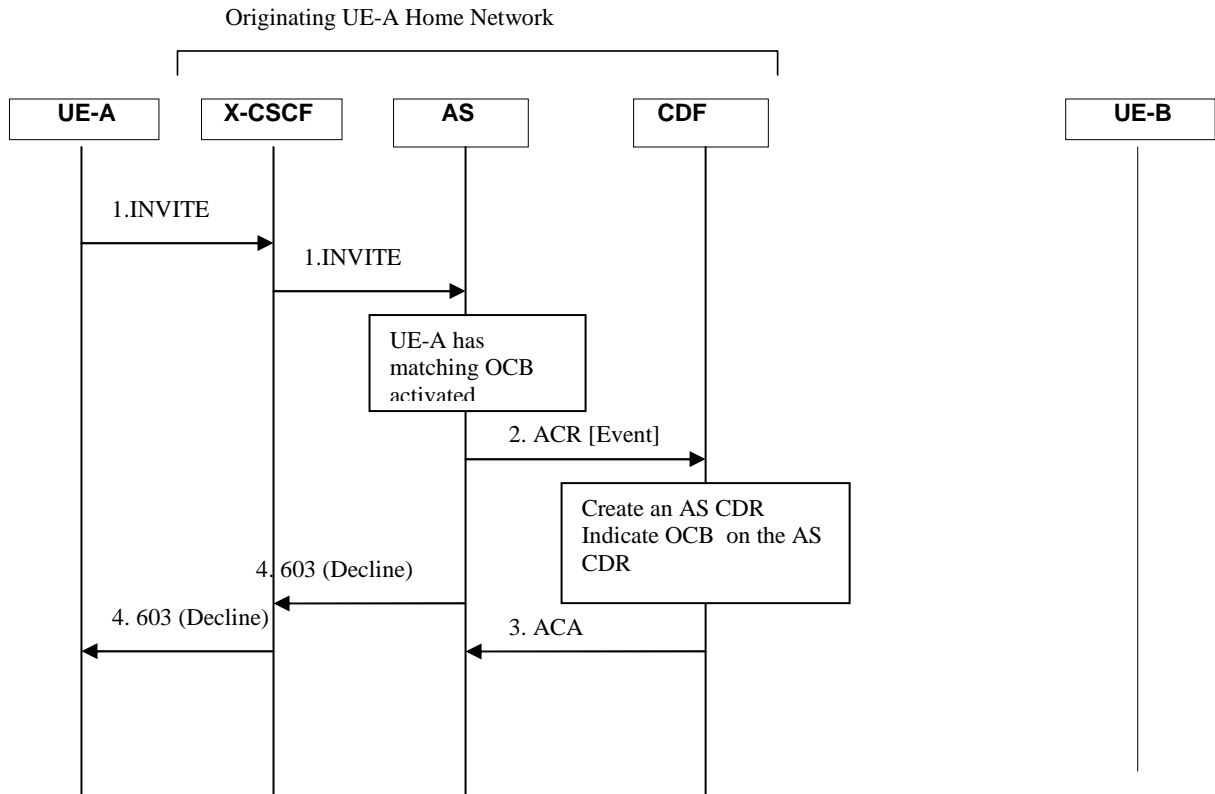 Originating UE-A Home Network
UE-A
X-CSCF
AS
CDF
UE-B
1.INVITE
1.INVITE
UE-A has
matching OCB
activated
2. ACR [Event]
Create an AS CDR
Indicate OCB on the AS
CDR
4. 603 (Decline)
4. 603 (Decline)
3. ACA